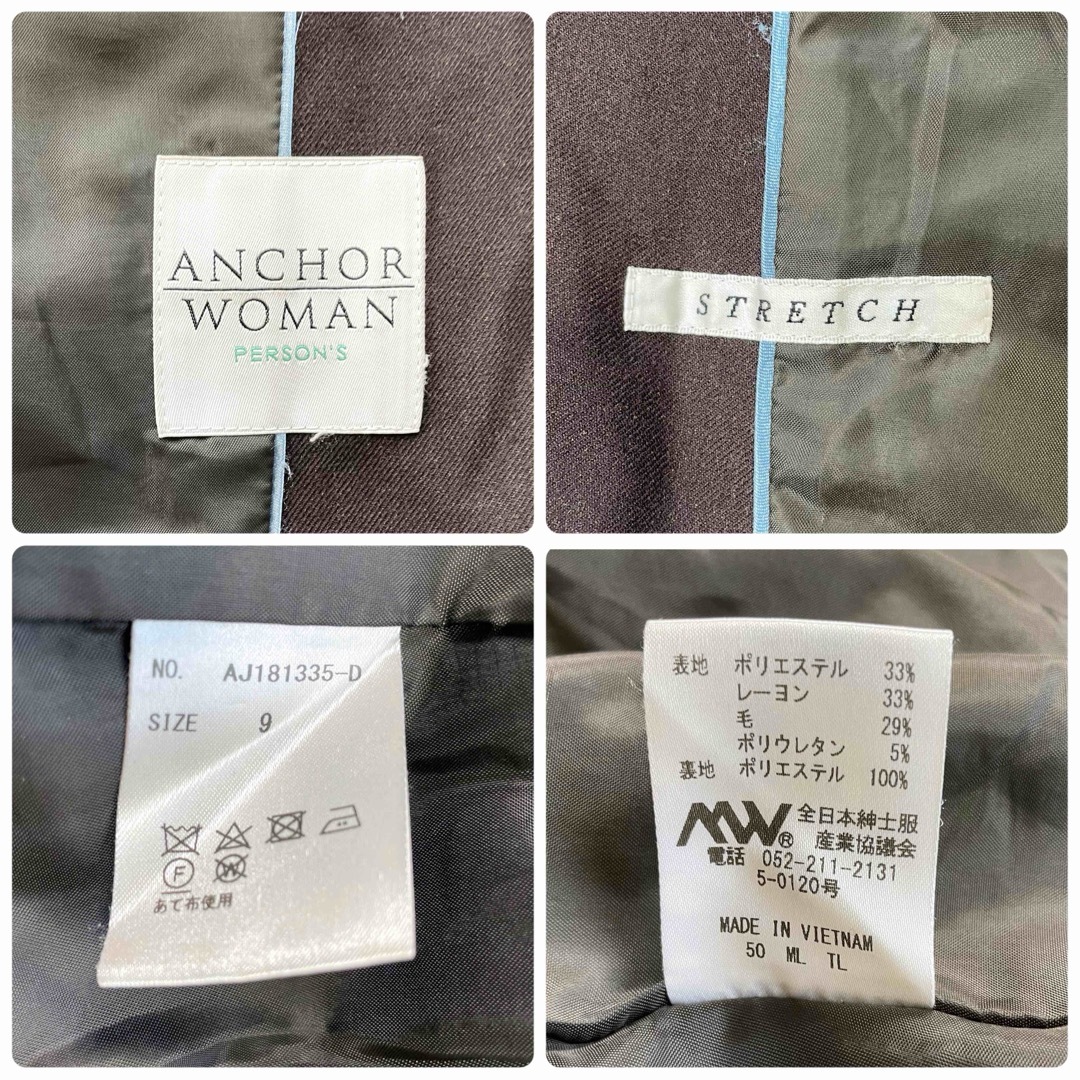 ANCHOR
WOMAN
PERSON'S
STRETCH
NO. AJ181335-D
SIZE 9
F W
あて布使用
表地 ポリエステル 33%
レーヨン 33%
毛 29%
ポリウレタン 5%
裏地 ポリエステル 100%
MW® 全日本紳士服
産業協議会
電話 052-211-2131
5-0120号
MADE IN VIETNAM
50 ML TL